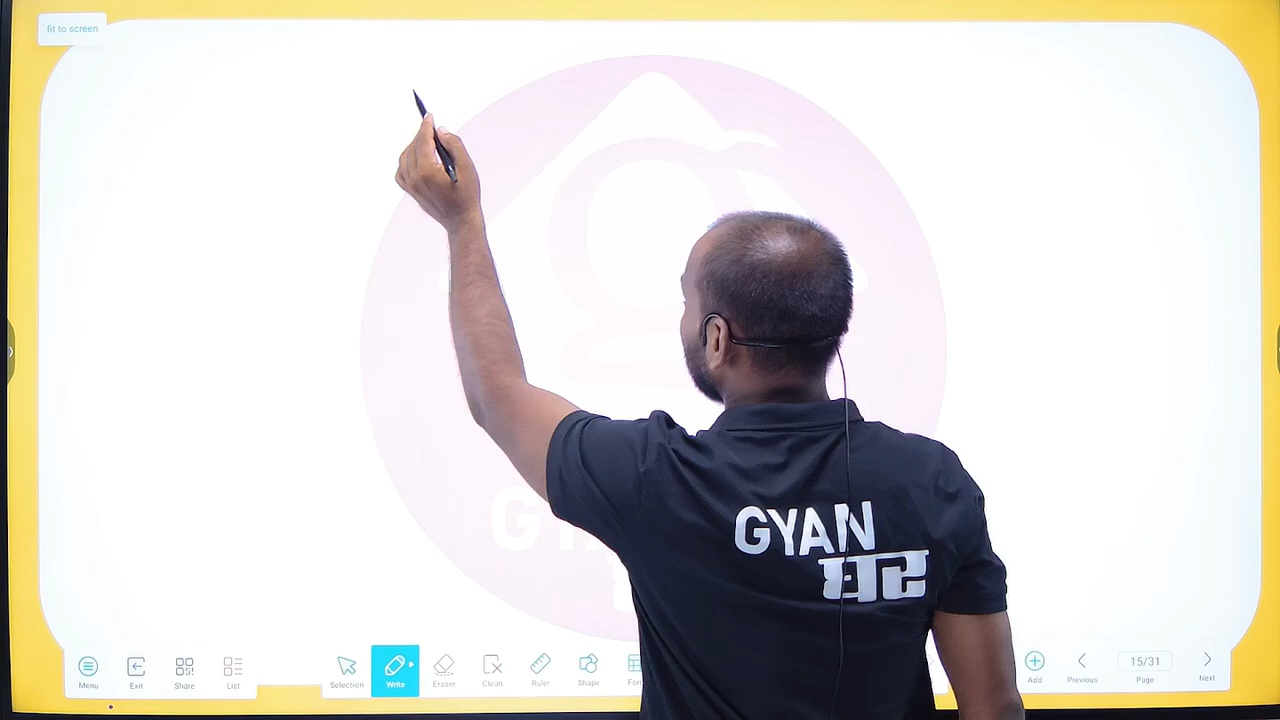 fit to screen
GYAN
घर
Menu
Exit
Share
List
Selection
Write
Eraser
Clean
Ruler
Shape
Add
Previous
15/31
Page
Next